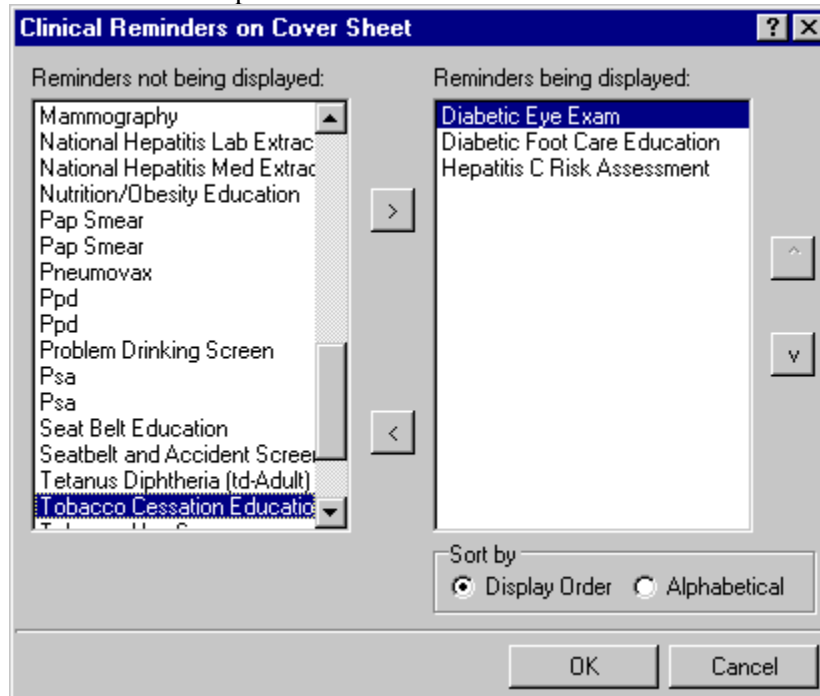 Clinical Reminders on Cover Sheet
Reminders not being displayed:
Mammography
National Hepatitis Lab Extrac
National Hepatitis Med Extrac
Nutrition/Obesity Education
Pap Smear
Pap Smear
Pneumovax
Ppd
Ppd
Problem Drinking Screen
Psa
Psa
Seat Belt Education
Seatbelt and Accident Screen
Tetanus Diphtheria (td-Adult)
Tobacco Cessation Educatio
>
<
Reminders being displayed:
Diabetic Eye Exam
Diabetic Foot Care Education
Hepatitis C Risk Assessment
^
v
Sort by
Display Order Alphabetical
OK Cancel